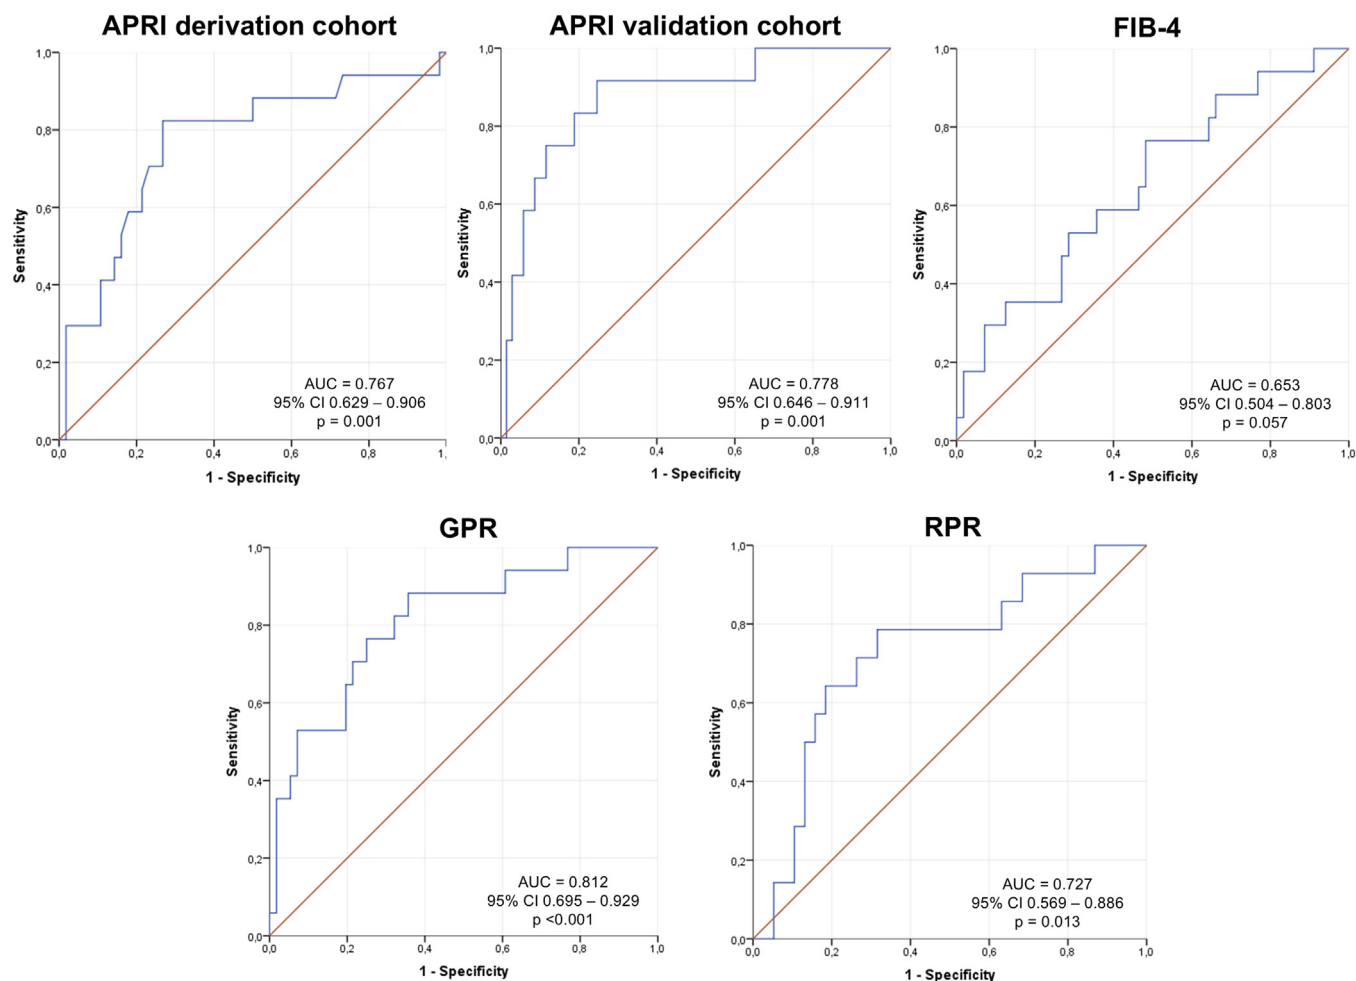 APRI derivation cohort
1,0
0,8
0,6
0,4
0,2
0,0
Sensitivity
0,0 0,2 0,4 0,6 0,8 1,
1 - Specificity
AUC = 0.767
95% CI 0.629 – 0.906
p = 0.001
APRI validation cohort
1,0
0,8
0,6
0,4
0,2
0,0
Sensitivity
0,0 0,2 0,4 0,6 0,8 1,0
1 - Specificity
AUC = 0.778
95% CI 0.646 – 0.911
p = 0.001
FIB-4
1,0
0,8
0,6
0,4
0,2
0,0
Sensitivity
0,0 0,2 0,4 0,6 0,8 1,0
1 - Specificity
AUC = 0.653
95% CI 0.504 – 0.803
p = 0.057
GPR
1,0
0,8
0,6
0,4
0,2
0,0
Sensitivity
0,0 0,2 0,4 0,6 0,8 1,0
1 - Specificity
AUC = 0.812
95% CI 0.695 – 0.929
p <0.001
RPR
1,0
0,8
0,6
0,4
0,2
0,0
Sensitivity
0,0 0,2 0,4 0,6 0,8 1,0
1 - Specificity
AUC = 0.727
95% CI 0.569 – 0.886
p = 0.013